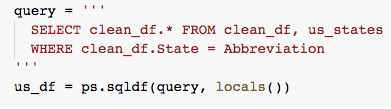 query = '''
  SELECT clean_df.* FROM clean_df, us_states
  WHERE clean_df.State = Abbreviation
'''
us_df = ps.sqldf(query, locals())